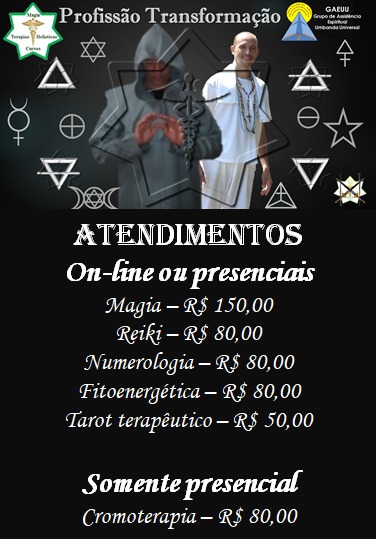 Magia
Terapias Holísticas
Cursos
Profissão Transformação
GAEUU
Grupo de Assistência
Espiritual
Umbanda Universal
ATENDIMENTOS
On-line ou presenciais
Magia – R$ 150,00
Reiki – R$ 80,00
Numerologia – R$ 80,00
Fitoenergética – R$ 80,00
Tarot terapêutico – R$ 50,00
Somente presencial
Cromoterapia – R$ 80,00